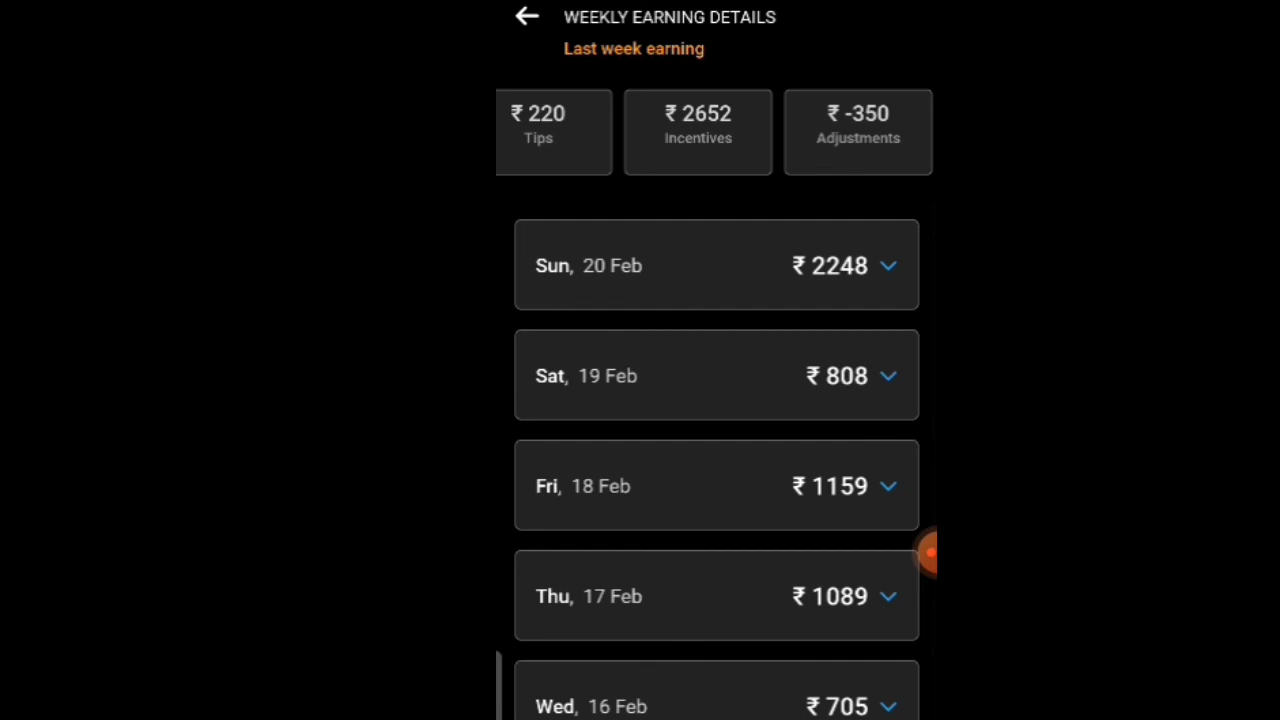 WEEKLY EARNING DETAILS
Last week earning
₹ 220 ₹ 2652 ₹ -350
Tips Incentives Adjustments
Sun, 20 Feb ₹ 2248
Sat, 19 Feb ₹ 808
Fri, 18 Feb ₹ 1159
Thu, 17 Feb ₹ 1089
Wed, 16 Feb ₹ 705